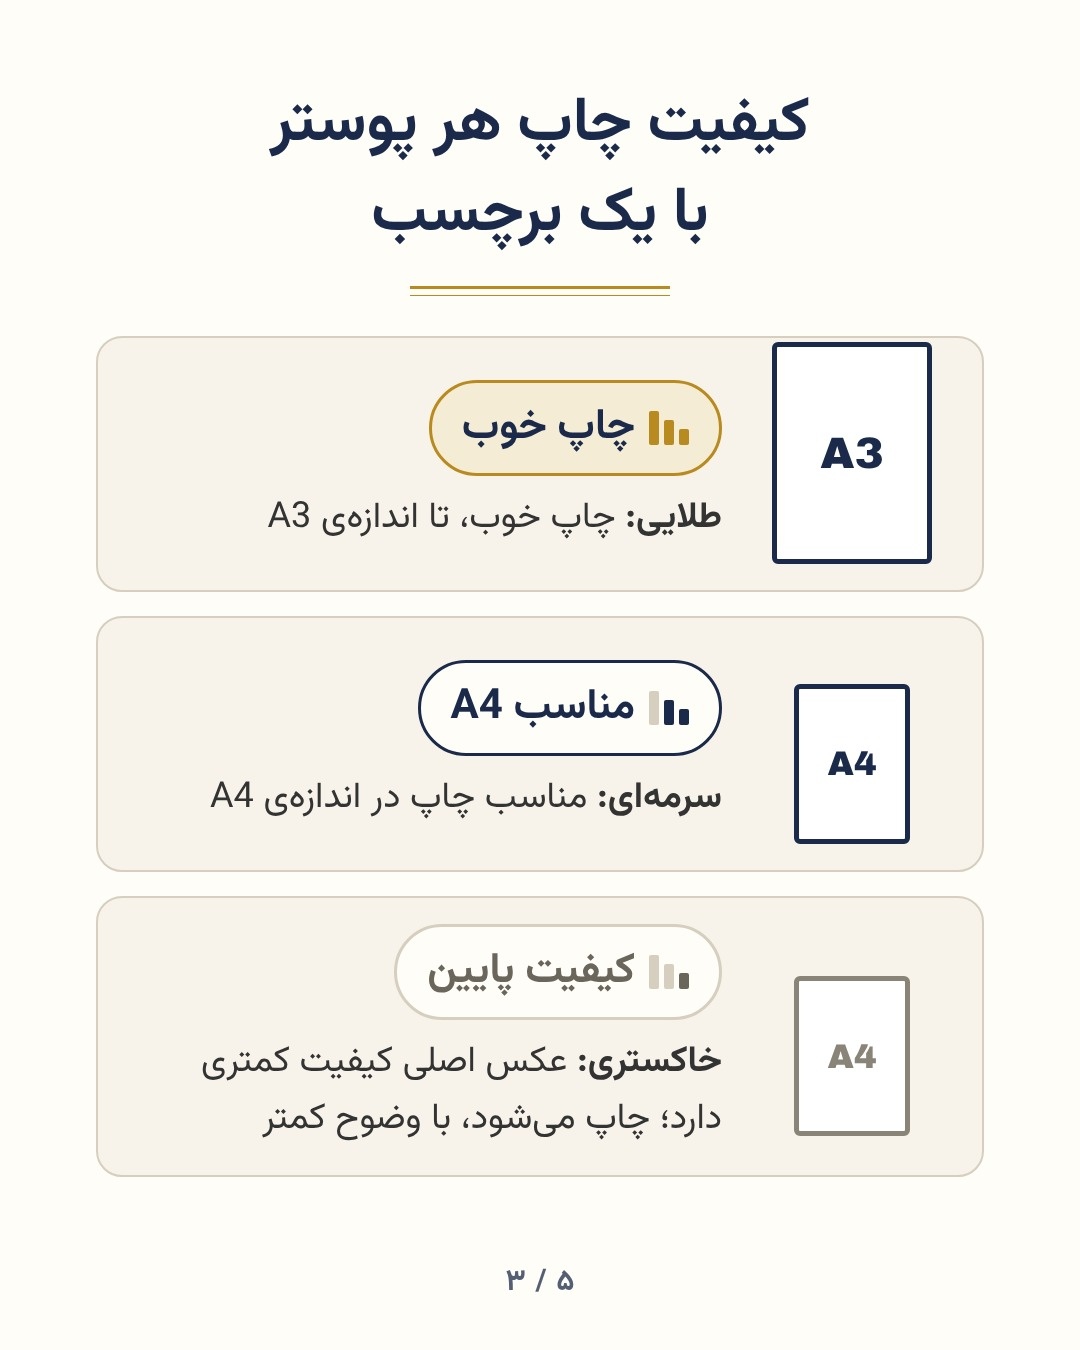 کیفیت چاپ هر پوستر
با یک برچسب
A3
چاپ خوب
طلایی: چاپ خوب، تا اندازه‌ی A3
A4
مناسب A4
سرمه‌ای: مناسب چاپ در اندازه‌ی A4
A4
کیفیت پایین
خاکستری: عکس اصلی کیفیت کمتری
دارد؛ چاپ می‌شود، با وضوح کمتر
۳ / ۵